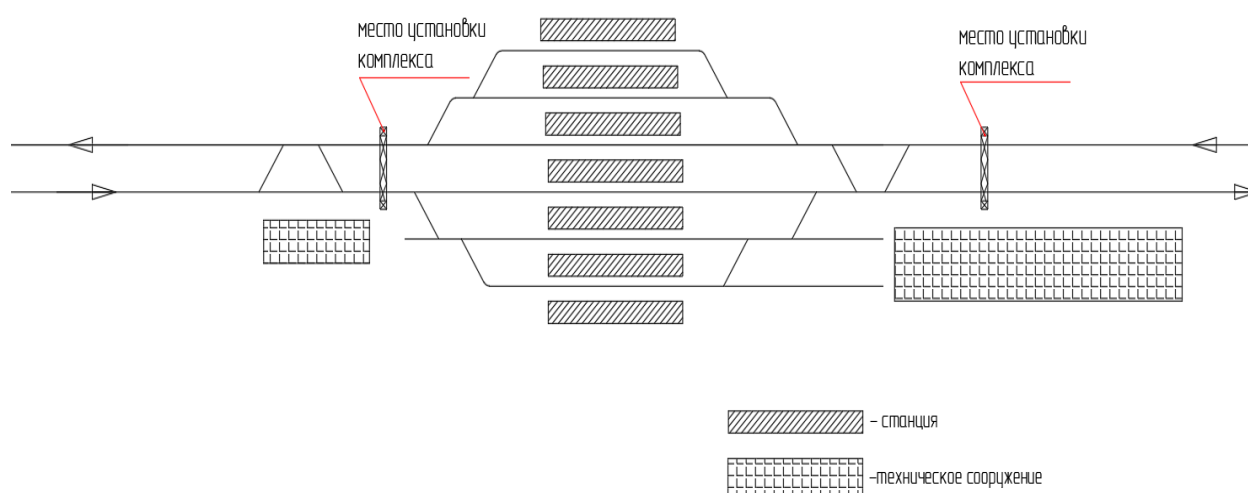 место установки
комплекса
место установки
комплекса
- станция
-техническое сооружение